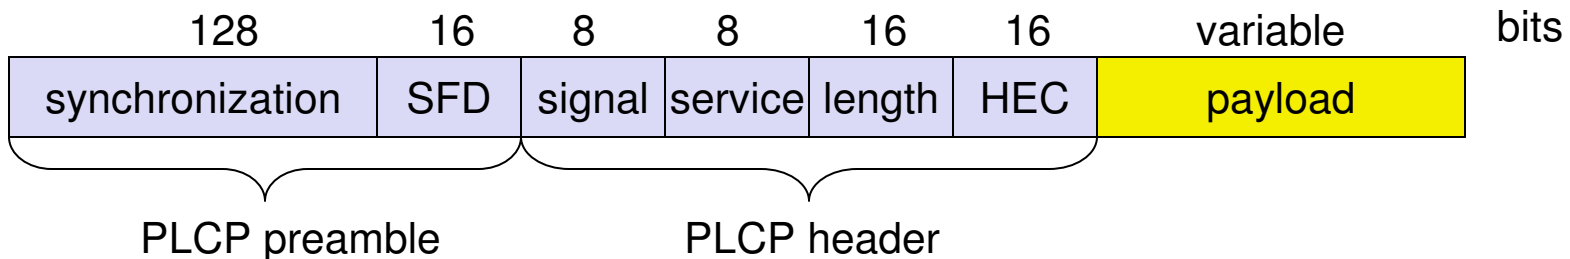 128 16 8 8 16 16 variable bits
synchronization SFD signal service length HEC payload
PLCP preamble PLCP header